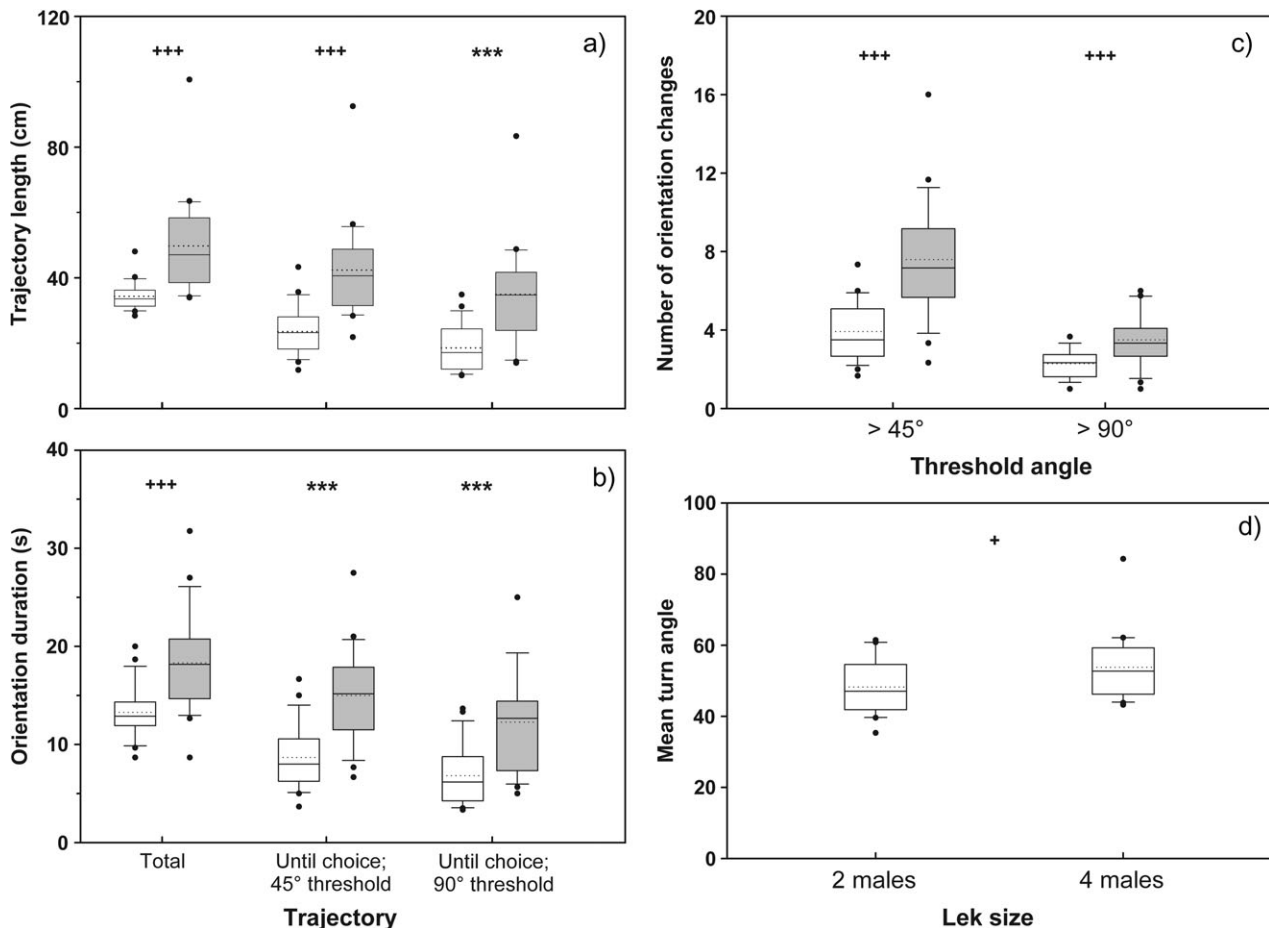 120
80
40
0
Trajectory length (cm)
+++
+++
***
a)
40
30
20
10
0
Orientation duration (s)
+++
***
***
b)
Total
Until choice;
45° threshold
Until choice;
90° threshold
Trajectory
20
16
12
8
4
0
Number of orientation changes
+++
+++
c)
> 45°
> 90°
Threshold angle
100
80
60
40
20
0
Mean turn angle
+
d)
2 males
4 males
Lek size